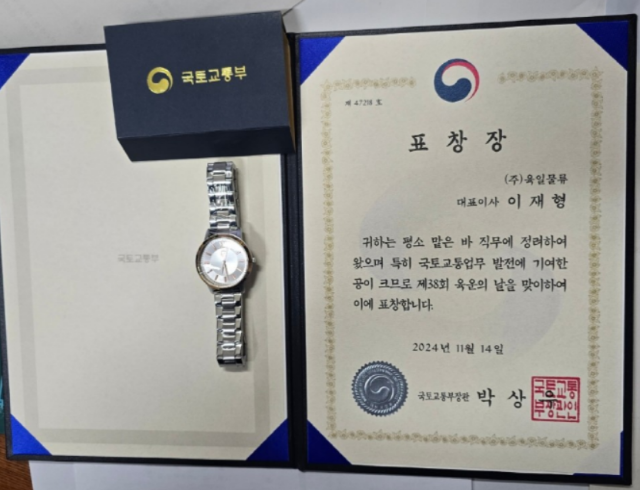 국토교통부
국토교통부
제 4728 호
표창장
(주)육일물류
대표이사 이재형
귀하는 평소 맡은 바 직무에 정려하여
왔으며 특히 국토교통업무 발전에 기여한
공이 크므로 제38회 육운의 날을 맞이하여
이에 표창합니다.
2024년 11월 14일
국토교통부장관 박상우
국토교통
부장관인